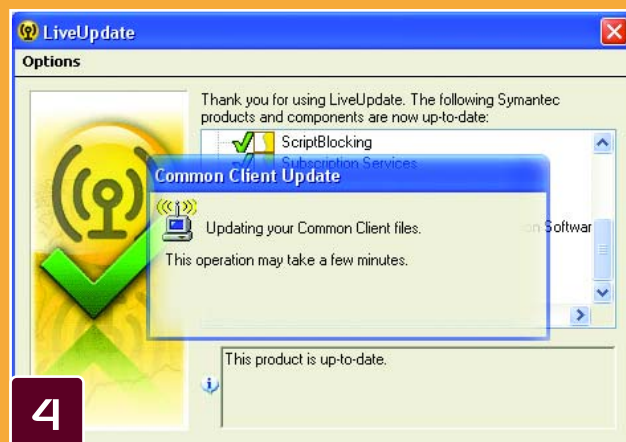 LiveUpdate
Options
Thank you for using LiveUpdate. The following Symantec
products and components are now up-to-date:
ScriptBlocking
Subscription Services
Common Client Update
Updating your Common Client files.
Softwar
This operation may take a few minutes.
This product is up-to-date.
4